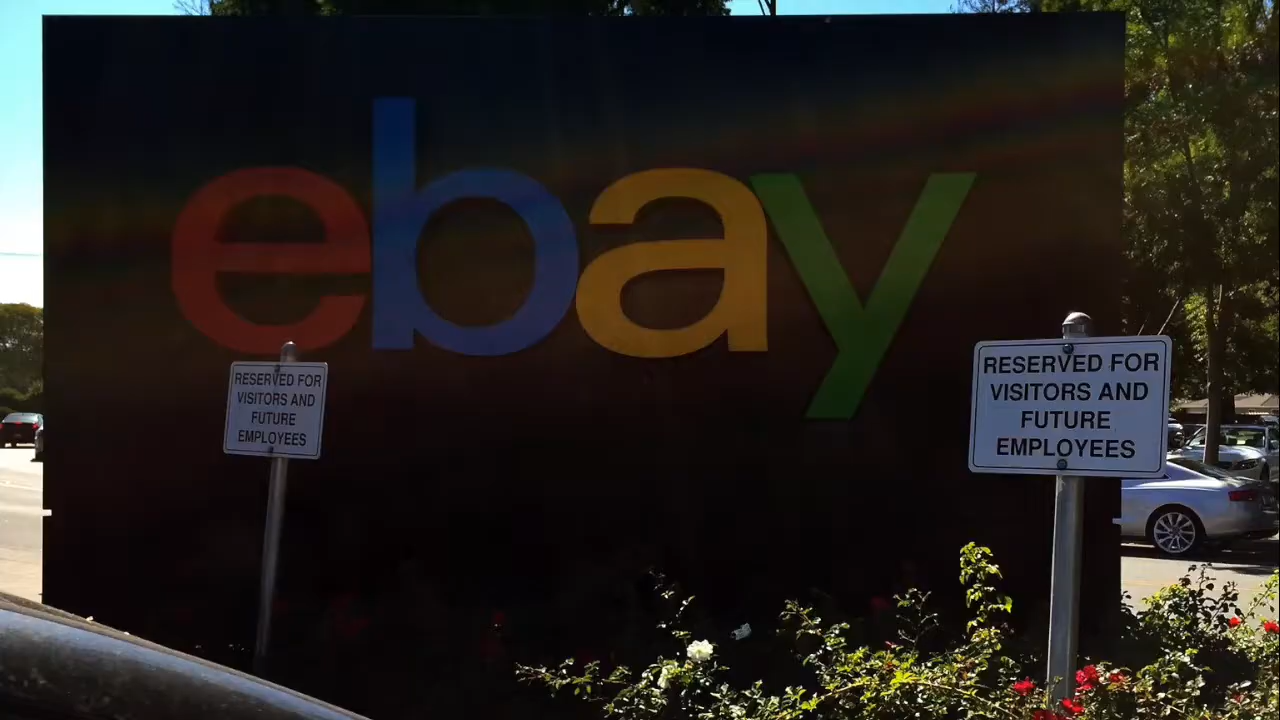 ebay
RESERVED FOR
VISITORS AND
FUTURE
EMPLOYEES
RESERVED FOR
VISITORS AND
FUTURE
EMPLOYEES